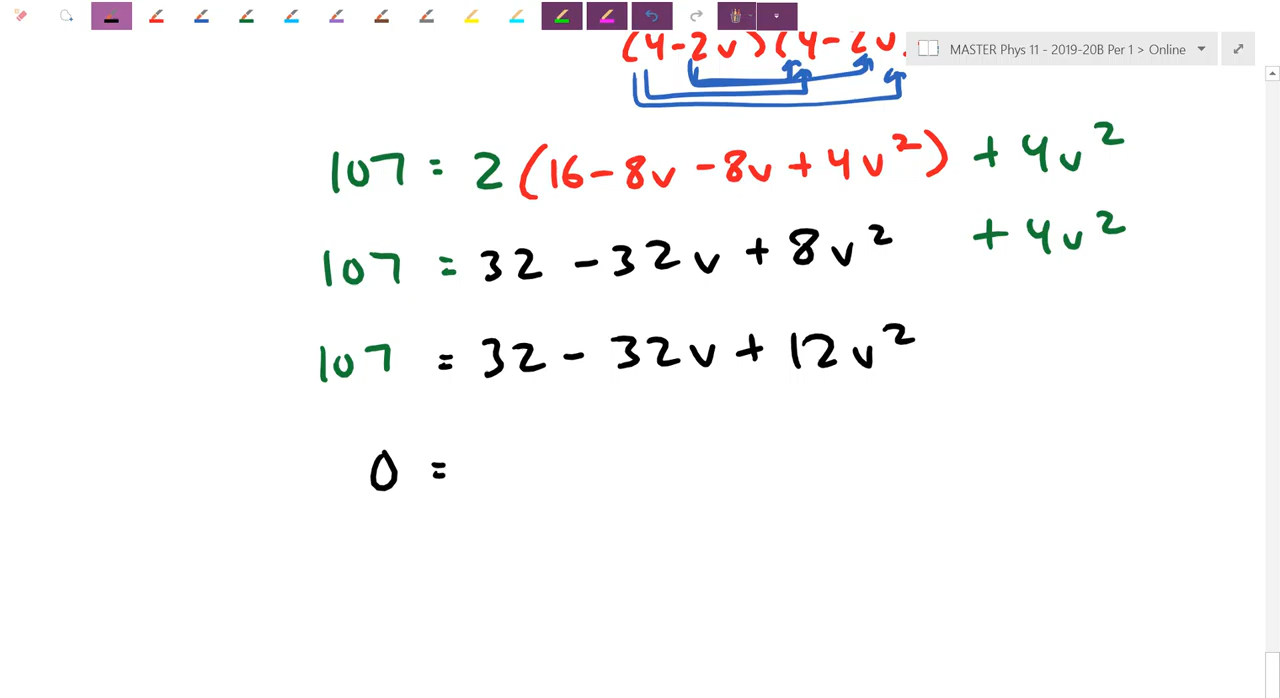 (4-2v)(4-2v
MASTER Phys 11 - 2019-20B Per 1 > Online
107 = 2 (16 - 8v - 8v + 4v²) + 4v²
107 = 32 - 32v + 8v² + 4v²
107 = 32 - 32v + 12v²
0 =